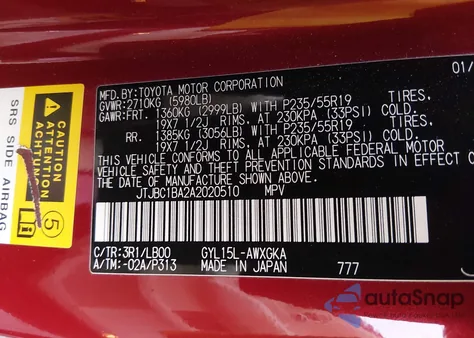 01/
MFD.BY:TOYOTA MOTOR CORPORATION
GVWR:2710KG (5980LB)
GAWR:FRT. 1360KG (2999LB) WITH P235/55R19 TIRES.
19X7 1/2J RIMS, AT 230KPA (33PSI) COLD.
RR. 1385KG (3056LB) WITH P235/55R19 TIRES.
19X7 1/2J RIMS, AT 230KPA (33PSI) COLD.
THIS VEHICLE CONFORMS TO ALL APPLICABLE FEDERAL MOTOR
VEHICLE SAFETY AND THEFT PREVENTION STANDARDS IN EFFECT O
THE DATE OF MANUFACTURE SHOWN ABOVE.
JTJBC1BA2A2020510 MPV
C/TR:3R1/LB00 GYL15L-AWXGKA
A/TM:-02A/P313 MADE IN JAPAN 777
SRS SIDE AIRBAG
CAUTION
ATTENTION
ACHTUNG
5
autoSnap